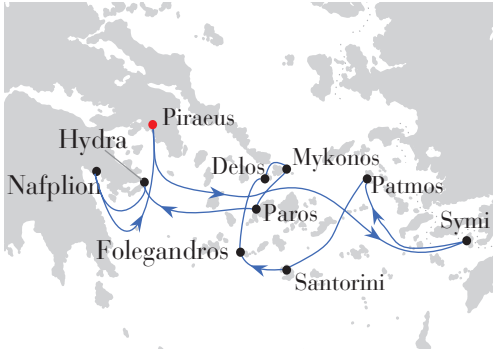 Piraeus
Hydra
Delos
Mykonos
Nafplion
Patmos
Paros
Symi
Folegandros
Santorini